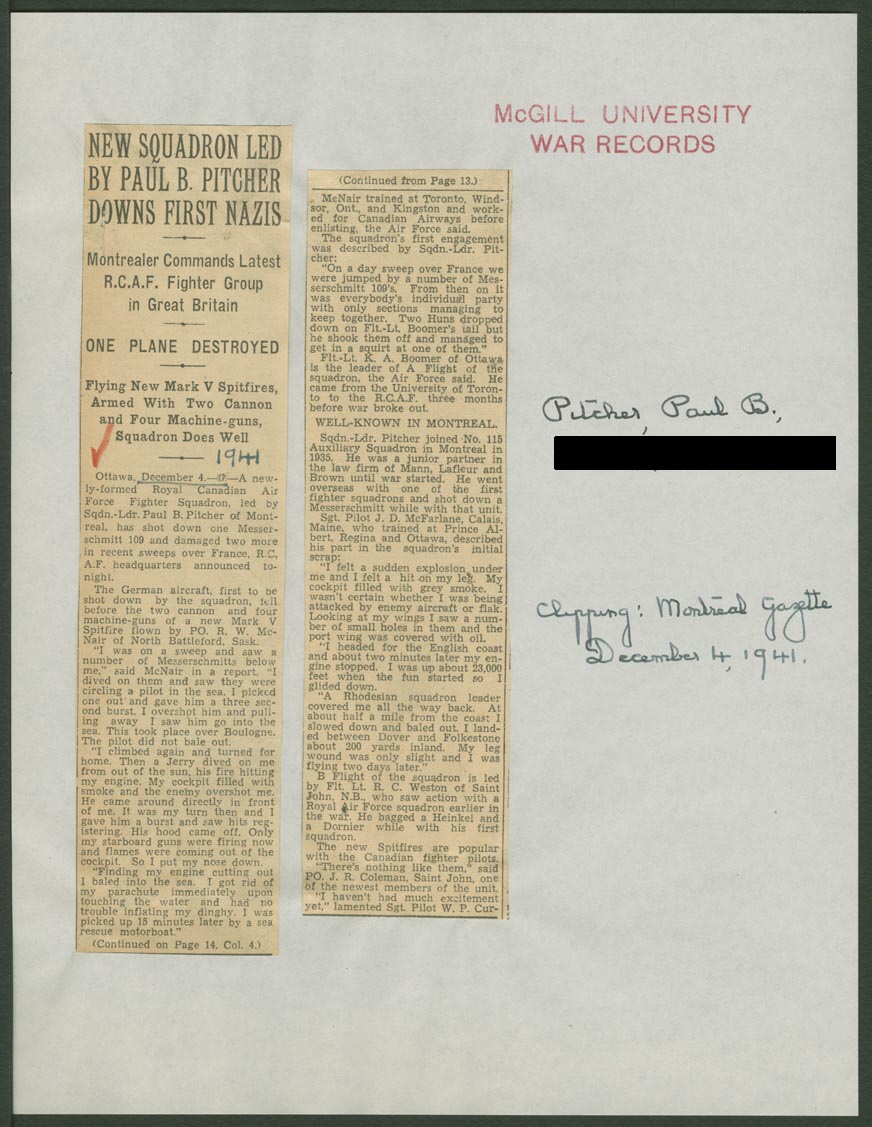 McGILL UNIVERSITY
WAR RECORDS
NEW SQUADRON LED
BY PAUL B. PITCHER
DOWNS FIRST NAZIS
Montrealer Commands Latest
R.C.A.F. Fighter Group
in Great Britain
ONE PLANE DESTROYED
Flying New Mark V Spitfires,
Armed With Two Cannon
and Four Machine-guns,
Squadron Does Well
1941
Ottawa, December 4.—(P)—A new-
ly-formed Royal Canadian Air
Force Fighter Squadron, led by
Sqdn.-Ldr. Paul B. Pitcher of Mont-
real, has shot down one Messer-
schmitt 109 and damaged two more
in recent sweeps over France, R.C.
A.F. headquarters announced to-
night.
The German aircraft, first to be
shot down by the squadron, fell
before the two cannon and four
machine-guns of a new Mark V
Spitfire flown by PO. R. W. Mc-
Nair of North Battleford, Sask.
"I was on a sweep and saw a
number of Messerschmitts below
me," said McNair in a report. "I
dived on them and saw they were
circling a pilot in the sea. I picked
one out and gave him a three sec-
ond burst. I overshot him and pull-
ing away I saw him go into the
sea. This took place over Boulogne.
The pilot did not bale out.
"I climbed again and turned for
home. Then a Jerry dived on me
from out of the sun, his fire hitting
my engine. My cockpit filled with
smoke and the enemy overshot me.
He came around directly in front
of me. It was my turn then and I
gave him a burst and saw hits reg-
istering. His hood came off. Only
my starboard guns were firing now
and flames were coming out of the
cockpit. So I put my nose down.
"Finding my engine cutting out
I baled into the sea. I got rid of
my parachute immediately upon
touching the water and had no
trouble inflating my dinghy. I was
picked up 15 minutes later by a sea
rescue motorboat."
(Continued on Page 14, Col. 4.)
(Continued from Page 13.)
McNair trained at Toronto, Wind-
sor, Ont., and Kingston and work-
ed for Canadian Airways before
enlisting, the Air Force said.
The squadron's first engagement
was described by Sqdn.-Ldr. Pit-
cher:
"On a day sweep over France we
were jumped by a number of Mes-
serschmitt 109's. From then on it
was everybody's individual party
with only sections managing to
keep together. Two Huns dropped
down on Flt.-Lt. Boomer's tail but
he shook them off and managed to
get in a squirt at one of them."
Flt.-Lt. K. A. Boomer of Ottawa
is the leader of A Flight of the
squadron, the Air Force said. He
came from the University of Toron-
to to the R.C.A.F. three months
before war broke out.
WELL-KNOWN IN MONTREAL.
Sqdn.-Ldr. Pitcher joined No. 115
Auxiliary Squadron in Montreal in
1935. He was a junior partner in
the law firm of Mann, Lafleur and
Brown until war started. He went
overseas with one of the first
fighter squadrons and shot down a
Messerschmitt while with that unit.
Sgt. Pilot J. D. McFarlane, Calais,
Maine, who trained at Prince Al-
bert, Regina and Ottawa, described
his part in the squadron's initial
scrap:
"I felt a sudden explosion under
me and I felt a hit on my leg. My
cockpit filled with grey smoke. I
wasn't certain whether I was being
attacked by enemy aircraft or flak.
Looking at my wings I saw a num-
ber of small holes in them and the
port wing was covered with oil.
"I headed for the English coast
and about two minutes later my en-
gine stopped. I was up about 23,000
feet when the fun started so I
glided down.
"A Rhodesian squadron leader
covered me all the way back. At
about half a mile from the coast I
slowed down and baled out. I land-
ed between Dover and Folkestone
about 200 yards inland. My leg
wound was only slight and I was
flying two days later."
B Flight of the squadron is led
by Flt. Lt. R. C. Weston of Saint
John, N.B., who saw action with a
Royal Air Force squadron earlier in
the war. He bagged a Heinkel and
a Dornier while with his first
squadron.
The new Spitfires are popular
with the Canadian fighter pilots.
"There's nothing like them," said
PO. J. R. Coleman, Saint John, one
of the newest members of the unit.
"I haven't had much excitement
yet," lamented Sgt. Pilot W. P. Cur-
Pitcher, Paul B.,
Clipping: Montreal Gazette
December 4, 1941.